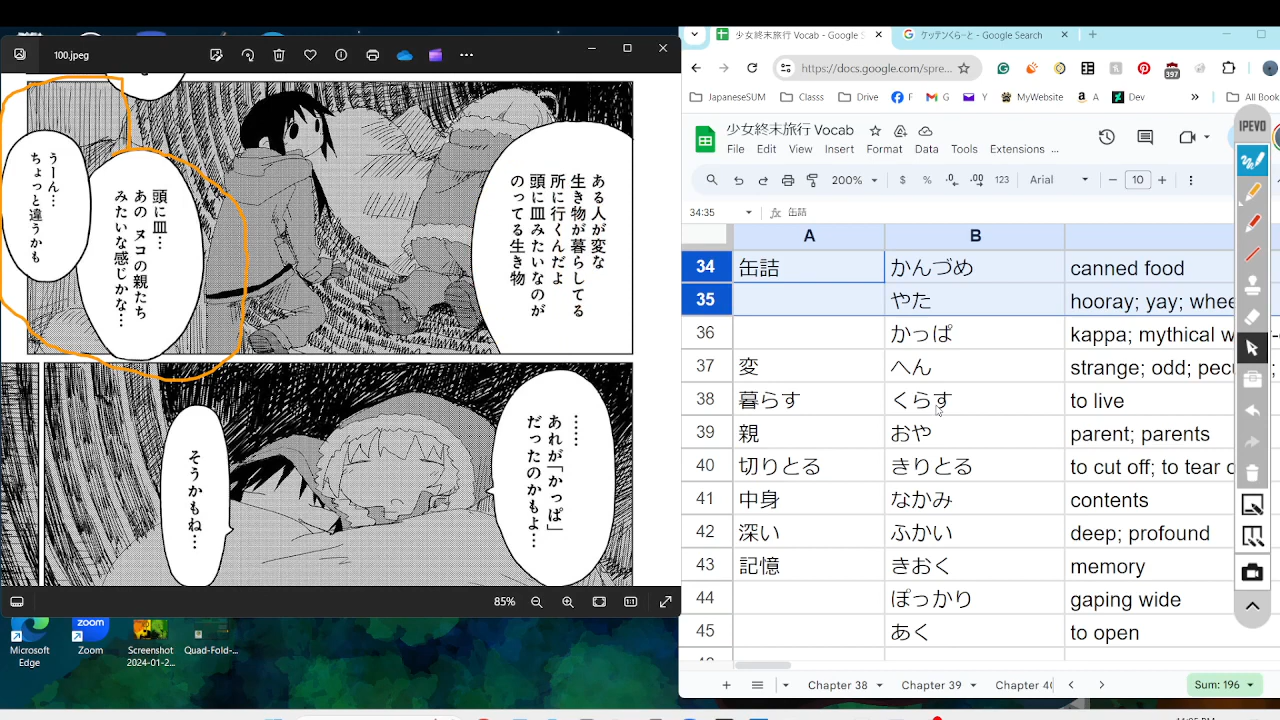 100.jpeg
ある人が変な
生き物が暮らしてる
所に行くんだよ
頭に皿みたいなのが
のってる生き物
頭に皿…
あの ヌコの親たち
みたいな感じかな…
うーん…
ちょっと違うかも
……
あれが「かっぱ」
だったのかもよ…
そうかもね…
85%
Microsoft
Edge
Zoom
Screenshot
2024-01-2...
Quad-Fold-...
少女終末旅行 Vocab - Google S
ケッテンくらーと - Google Search
https://docs.google.com/spre...
397
JapaneseSUM
Classs
Drive
F
G
Y
MyWebsite
A
Dev
All Book
IPEVO
少女終末旅行 Vocab
File Edit View Insert Format Data Tools Extensions ...
200% $ % .0 .00 123 Arial 10
34:35 fx 缶詰
A B
34 缶詰 かんづめ canned food
35 やた hooray; yay; whee
36 かっぱ kappa; mythical w
37 変 へん strange; odd; pecu
38 暮らす くらす to live
39 親 おや parent; parents
40 切りとる きりとる to cut off; to tear o
41 中身 なかみ contents
42 深い ふかい deep; profound
43 記憶 きおく memory
44 ぽっかり gaping wide
45 あく to open
Chapter 38 Chapter 39 Chapter 4
Sum: 196